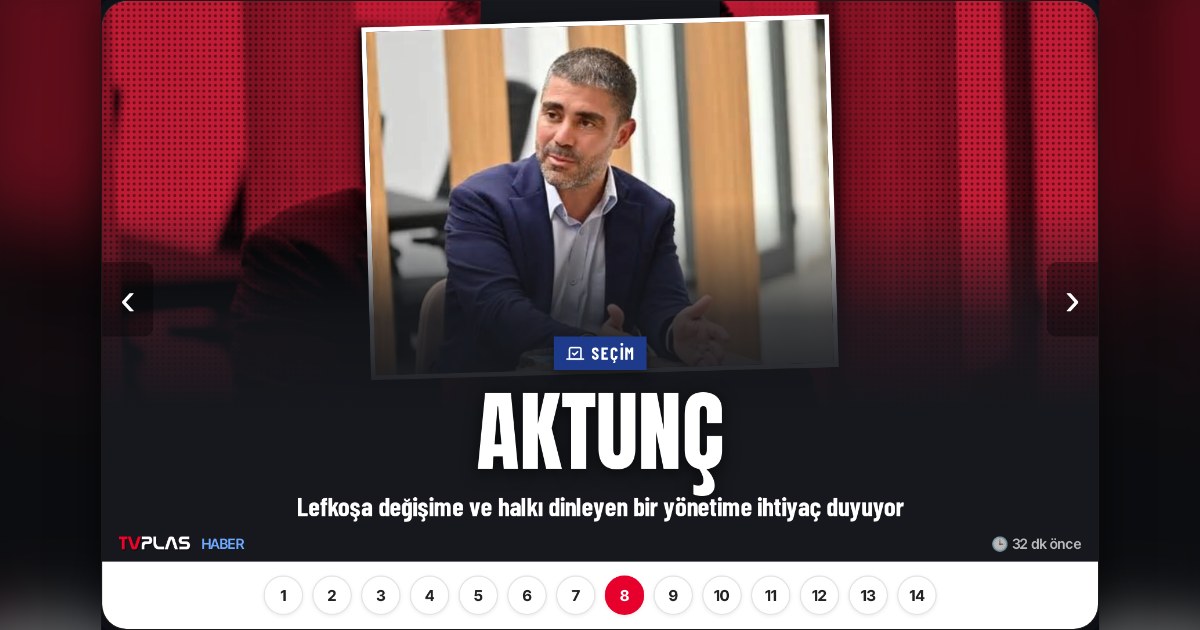 SEÇİM
AKTUNÇ
Lefkoşa değişime ve halkı dinleyen bir yönetime ihtiyaç duyuyor
TVPLAS HABER
32 dk önce
1 2 3 4 5 6 7 8 9 10 11 12 13 14